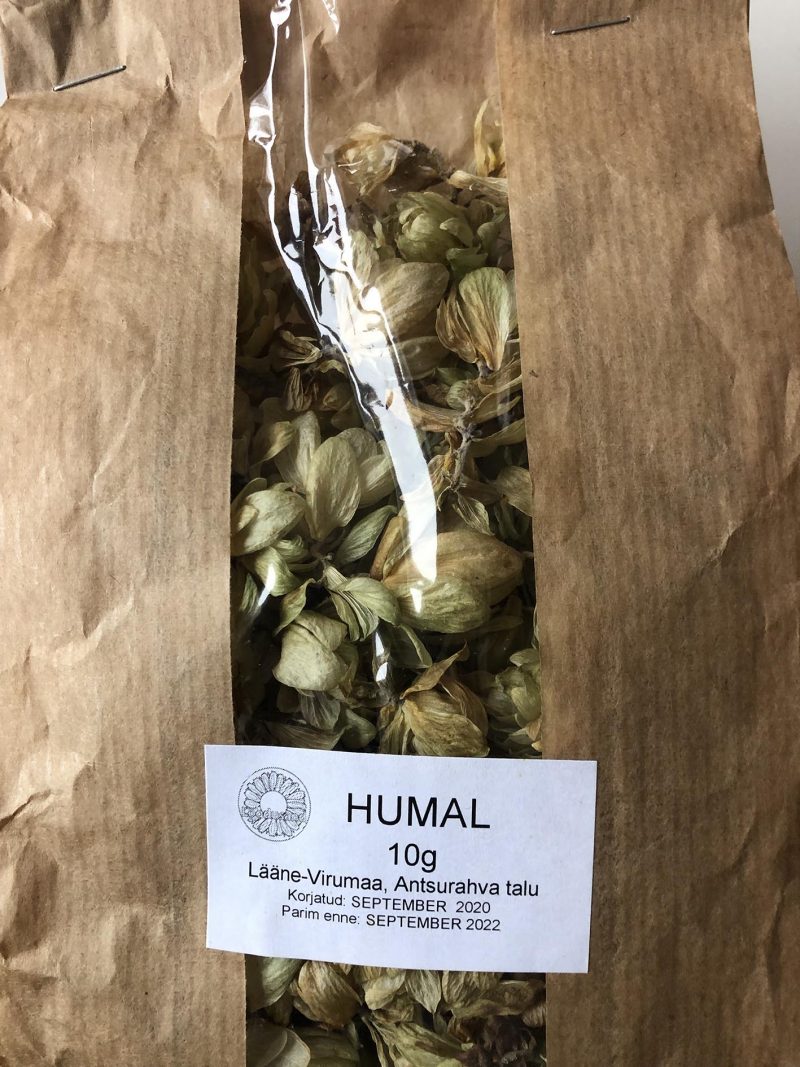 HUMAL
10g
Lääne-Virumaa, Antsurahva talu
Korjatud: SEPTEMBER 2020
Parim enne: SEPTEMBER 2022